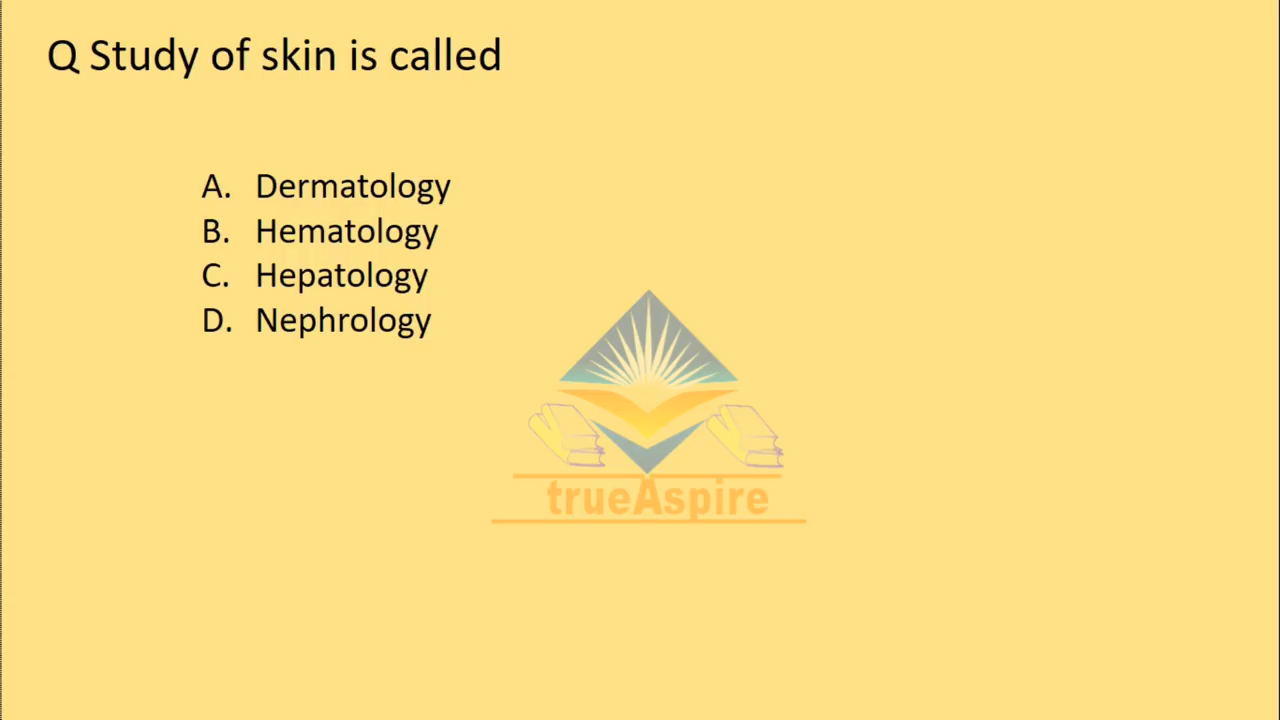 Q Study of skin is called
A. Dermatology
B. Hematology
C. Hepatology
D. Nephrology
trueAspire